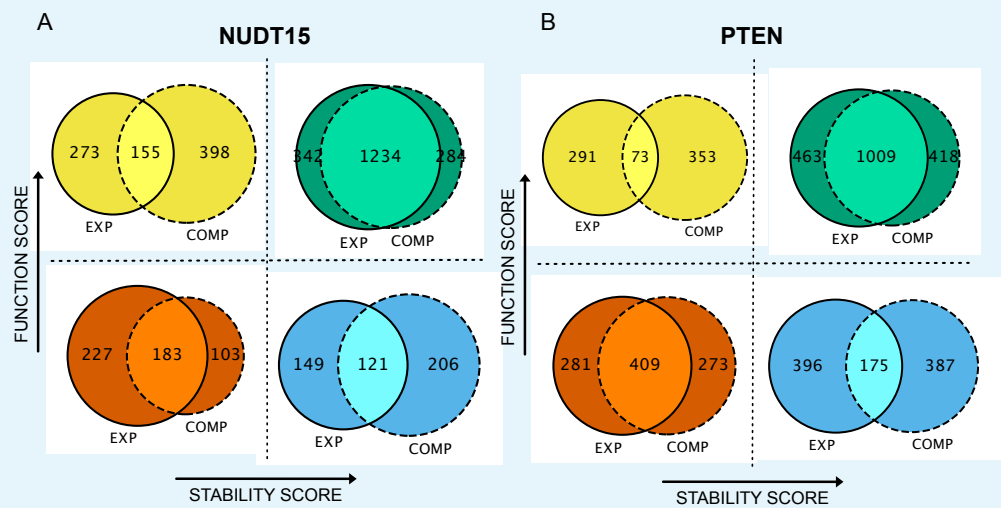 A
NUDT15
273 155 398
EXP
COMP
342 1234 284
EXP COMP
227 183 103
EXP
COMP
149 121 206
EXP
COMP
FUNCTION SCORE
STABILITY SCORE
B
PTEN
291 73 353
EXP
COMP
463 1009 418
EXP COMP
281 409 273
EXP COMP
396 175 387
EXP COMP
FUNCTION SCORE
STABILITY SCORE